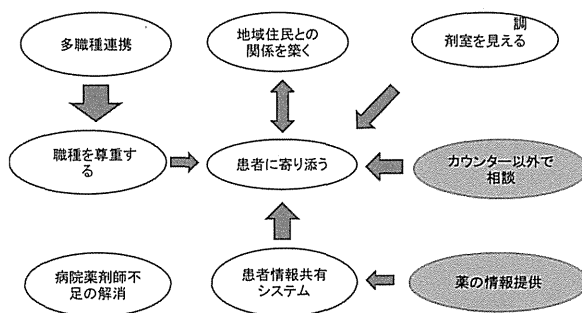 多職種連携
地域住民との
関係を築く
調
剤室を見える
職種を尊重す
る
患者に寄り添う
カウンター以外で
相談
病院薬剤師不
足の解消
患者情報共有
システム
薬の情報提供